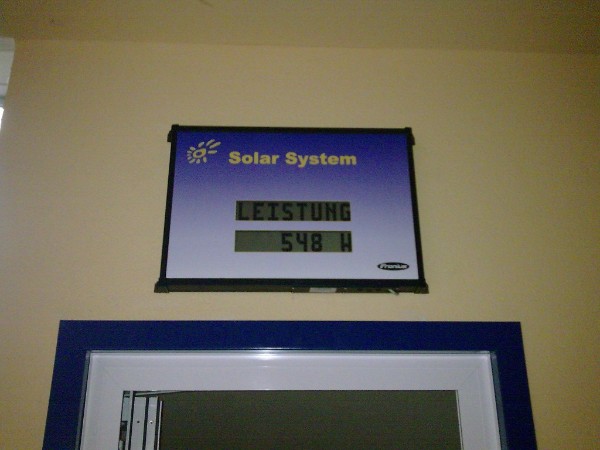 Solar System
LEISTUNG
548 W
Fronius